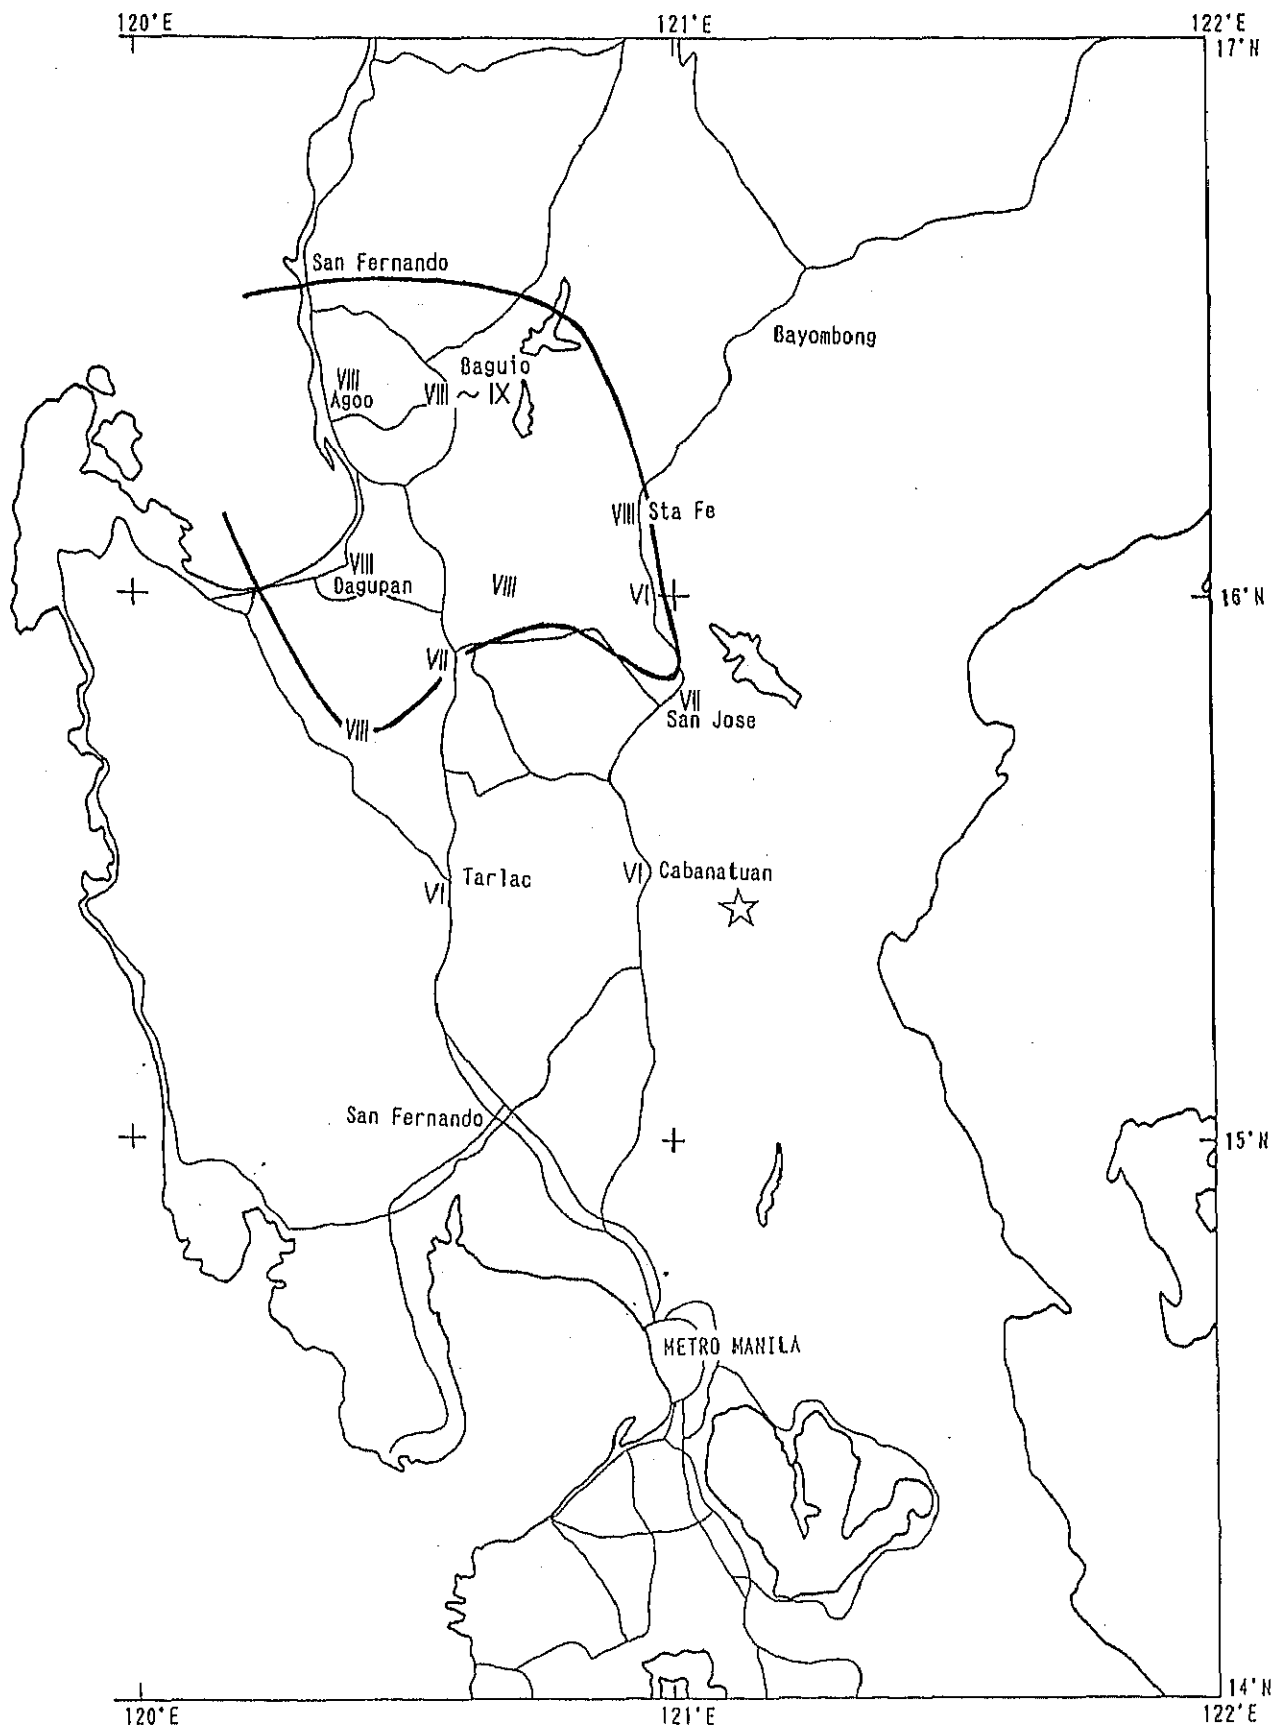 120°E 121°E 122°E
17°N
San Fernando
Bayombong
Baguio
VIII
Agoo
VIII ~ IX
VIII Sta Fe
VIII
Dagupan
VIII
VI
16°N
VII
VII
San Jose
VIII
VI
Tarlac
VI Cabanatuan
San Fernando
15°N
METRO MANILA
14°N
120°E 121°E 122°E